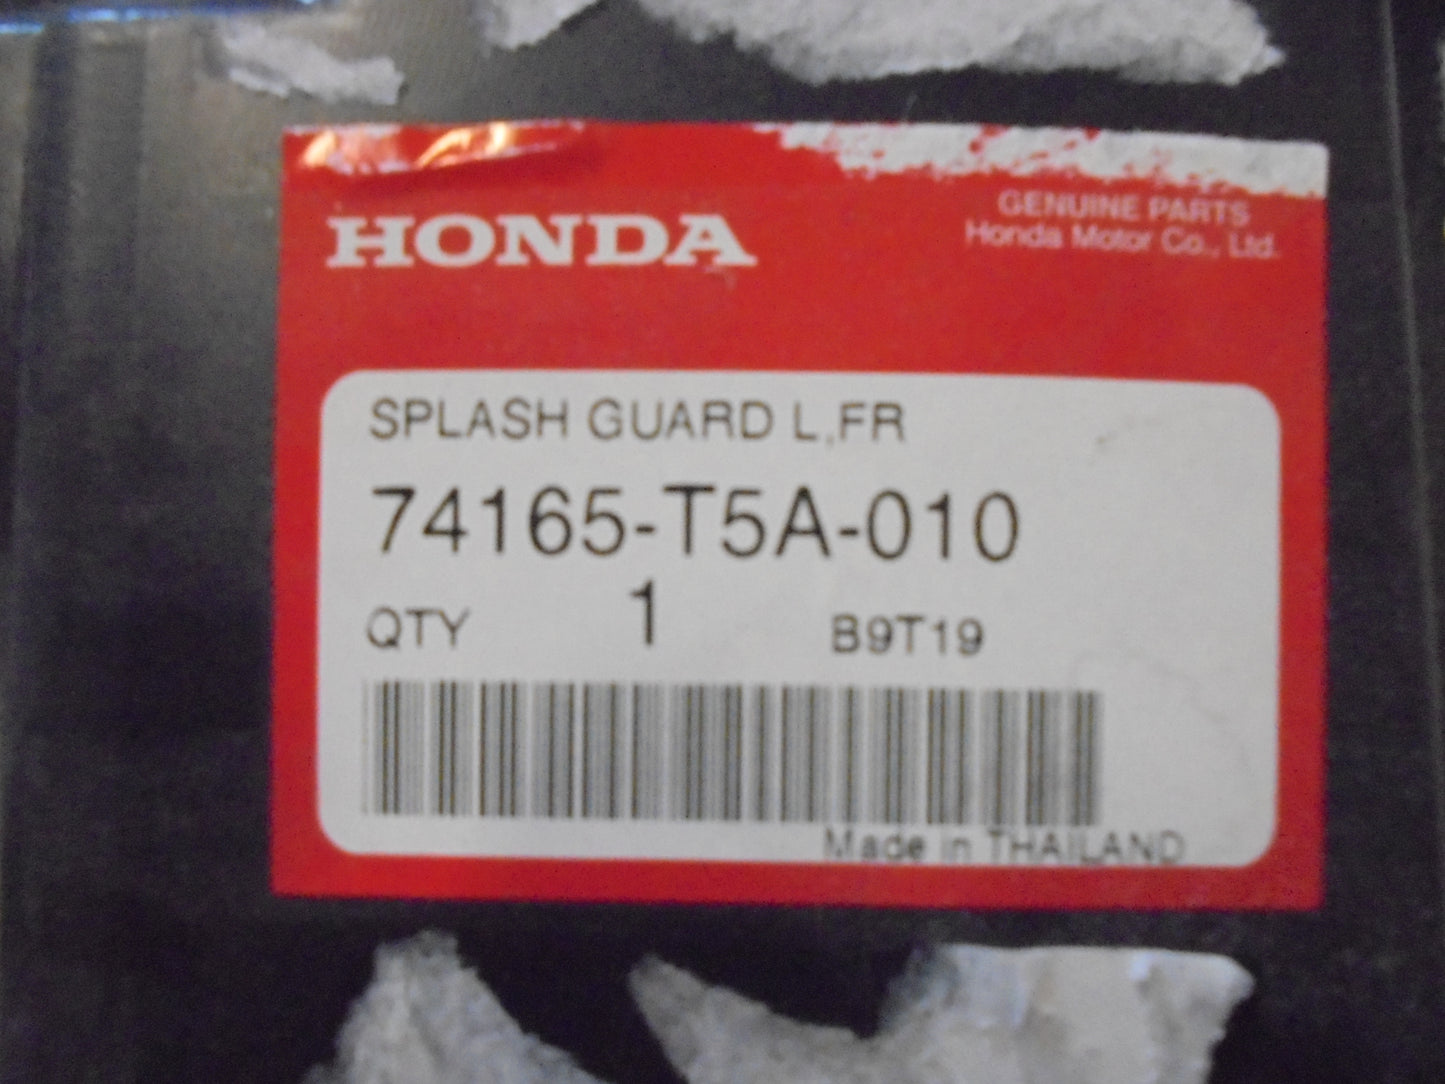 HONDA
GENUINE PARTS
Honda Motor Co., Ltd.
SPLASH GUARD L,FR
74165-T5A-010
QTY 1 B9T19
Made in THAILAND